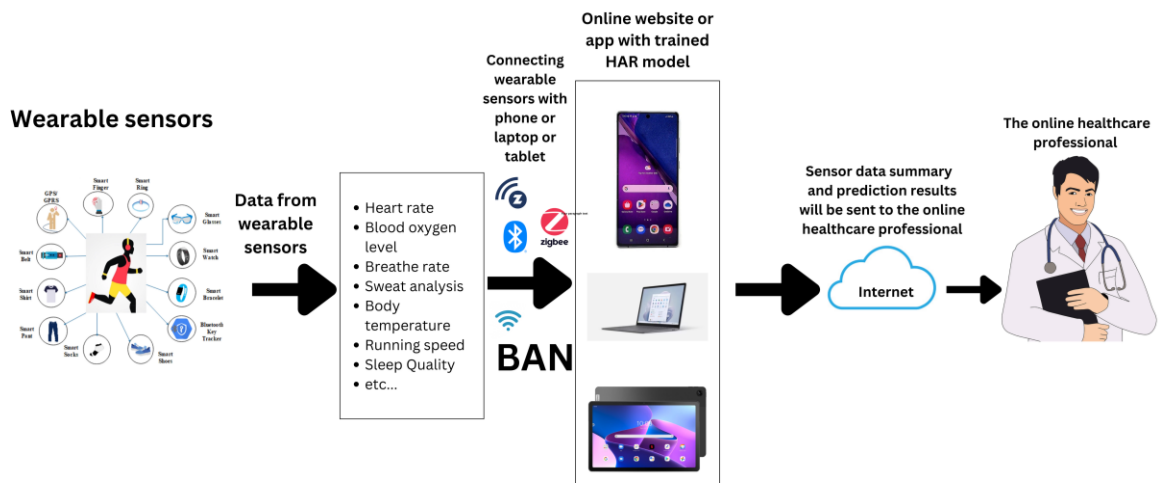 Wearable sensors
GPS/
GPRS
Smart
Finger
Smart
Ring
Smart
Glasses
Smart
Watch
Smart
Bracelet
Bluetooth
Key
Tracker
Smart
Shoes
Smart
Socks
Smart
Pant
Smart
Shirt
Smart
Belt
Data from
wearable
sensors
• Heart rate
• Blood oxygen
level
• Breathe rate
• Sweat analysis
• Body
temperature
• Running speed
• Sleep Quality
• etc...
Connecting
wearable
sensors with
phone or
laptop or
tablet
zigbee
BAN
Online website or
app with trained
HAR model
Sensor data summary
and prediction results
will be sent to the online
healthcare professional
Internet
The online healthcare
professional